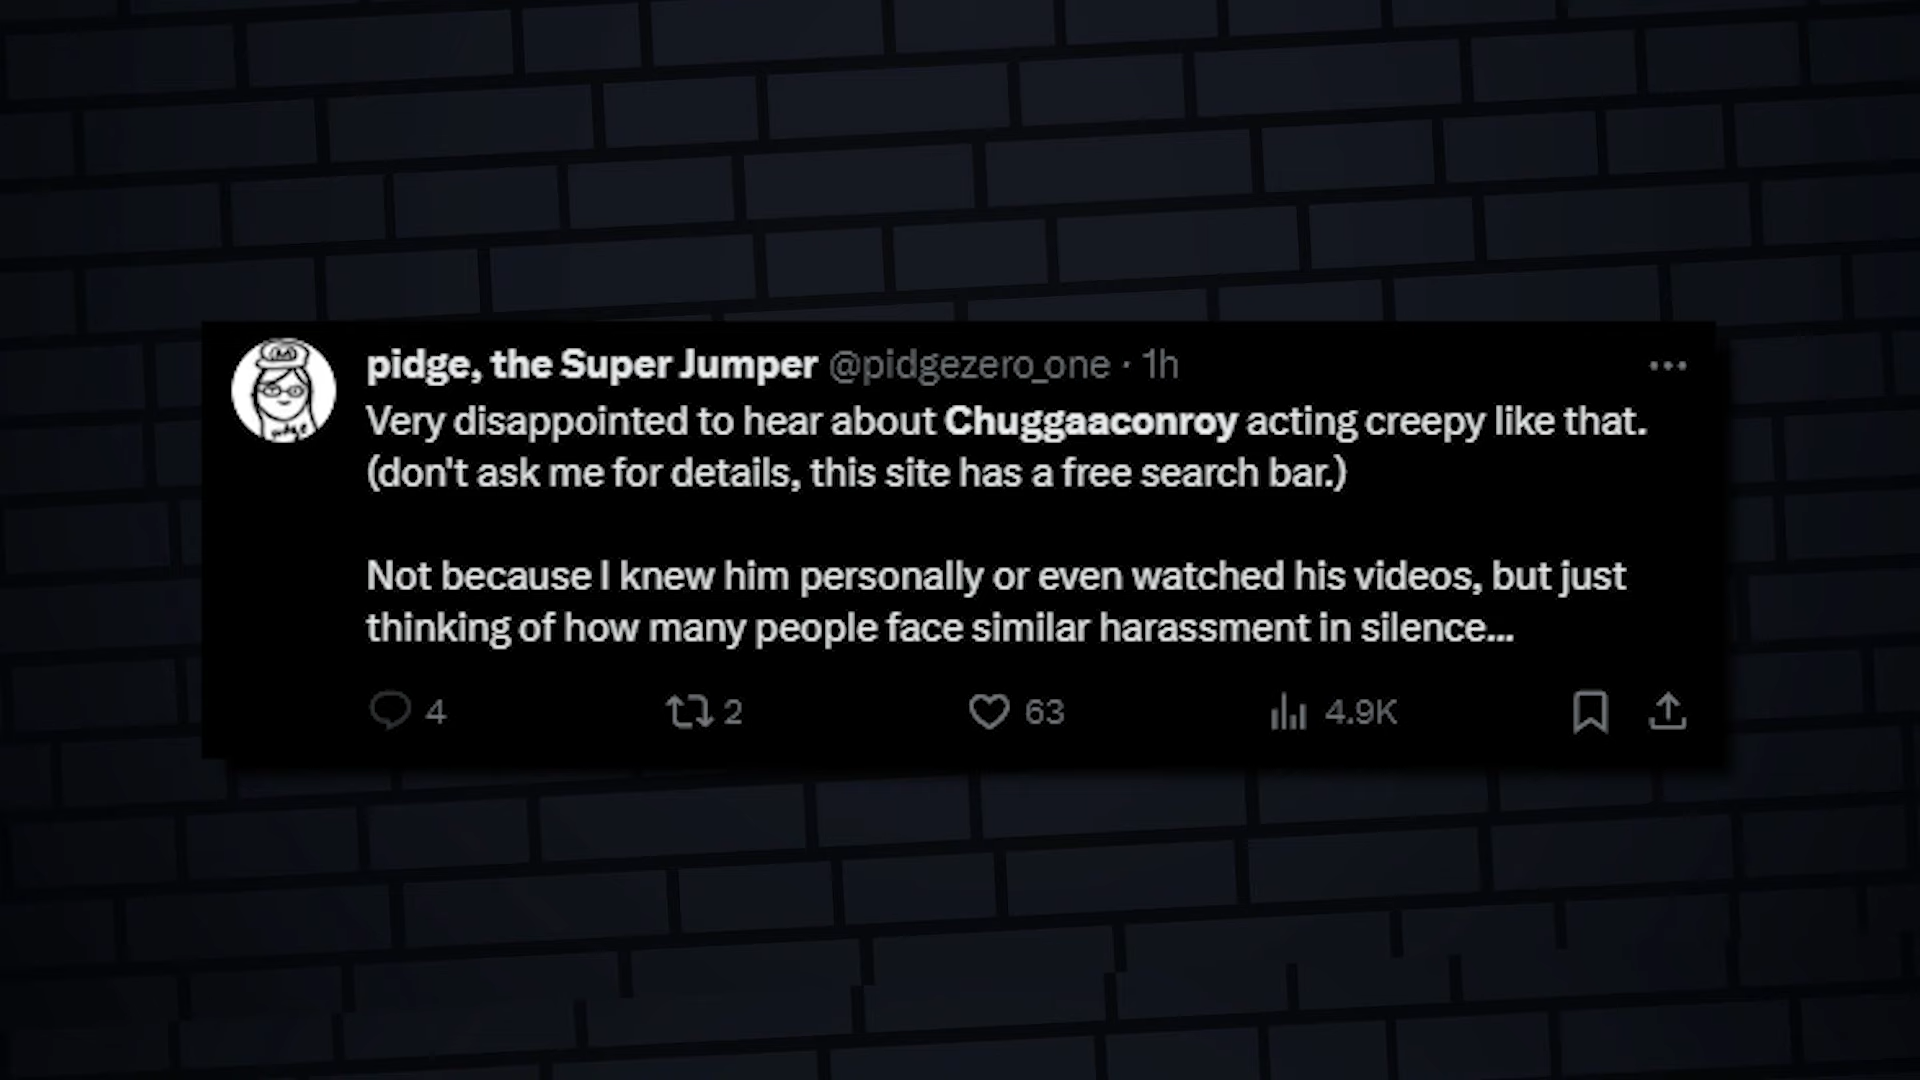 pidge, the Super Jumper @pidgezero_one · 1h
Very disappointed to hear about Chuggaaconroy acting creepy like that.
(don't ask me for details, this site has a free search bar.)
Not because I knew him personally or even watched his videos, but just
thinking of how many people face similar harassment in silence...
4 2 63 4.9K